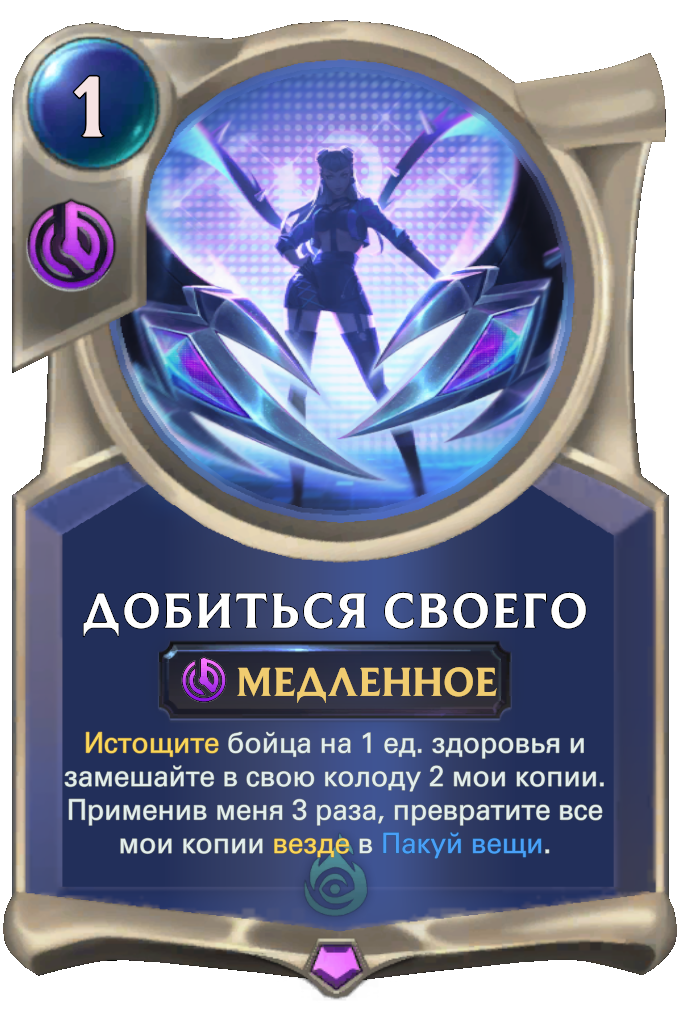 1
ДОБИТЬСЯ СВОЕГО
МЕДЛЕННОЕ
Истощите бойца на 1 ед. здоровья и
замешайте в свою колоду 2 мои копии.
Применив меня 3 раза, превратите все
мои копии везде в Пакуй вещи.